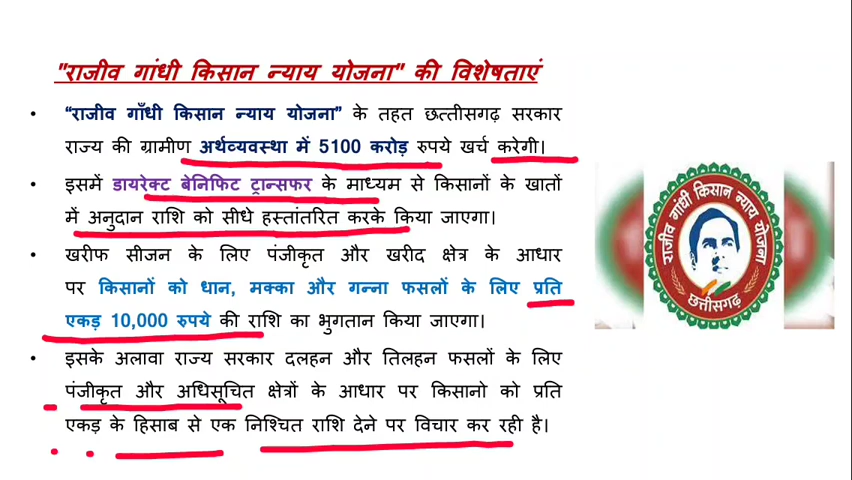 "राजीव गांधी किसान न्याय योजना" की विशेषताएं
• “राजीव गाँधी किसान न्याय योजना” के तहत छत्तीसगढ़ सरकार
राज्य की ग्रामीण अर्थव्यवस्था में 5100 करोड़ रुपये खर्च करेगी।
• इसमें डायरेक्ट बेनिफिट ट्रान्सफर के माध्यम से किसानों के खातों
में अनुदान राशि को सीधे हस्तांतरित करके किया जाएगा।
• खरीफ सीजन के लिए पंजीकृत और खरीद क्षेत्र के आधार
पर किसानों को धान, मक्का और गन्ना फसलों के लिए प्रति
एकड़ 10,000 रुपये की राशि का भुगतान किया जाएगा।
• इसके अलावा राज्य सरकार दलहन और तिलहन फसलों के लिए
पंजीकृत और अधिसूचित क्षेत्रों के आधार पर किसानो को प्रति
एकड़ के हिसाब से एक निश्चित राशि देने पर विचार कर रही है।
राजीव गांधी किसान न्याय योजना
छत्तीसगढ़